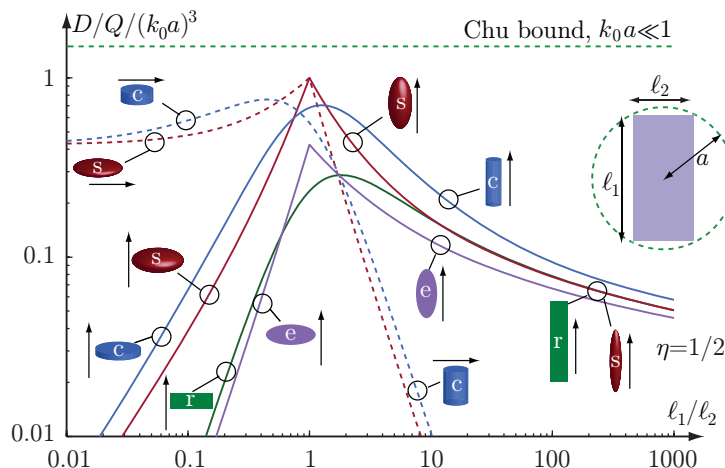 D/Q/(k₀a)³
Chu bound, k₀a≪1
1
0.1
0.01
c
s
s
c
ℓ₂
ℓ₁
a
s
c
e
e
r
c
r
s
η=1/2
ℓ₁/ℓ₂
0.01
0.1
1
10
100
1000